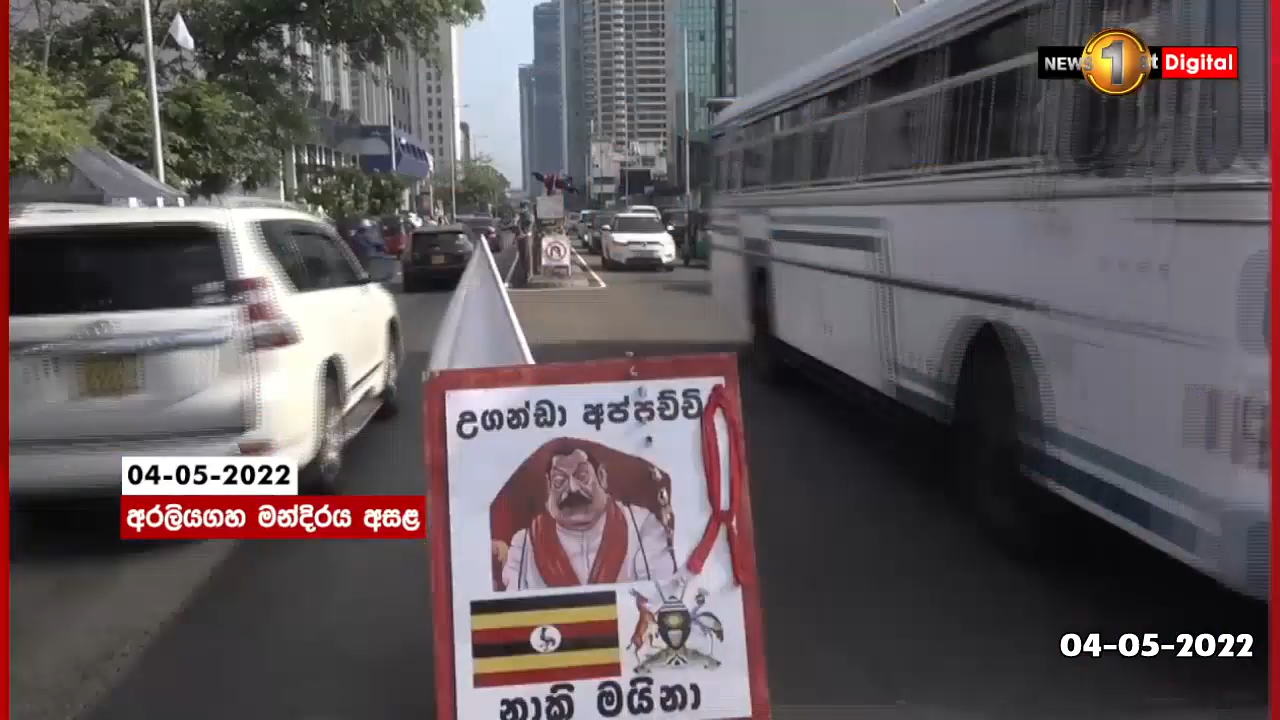 NEWS 1st Digital
උගන්ඩා අප්පච්චි
04-05-2022
අරලියගහ මන්දිරය අසළ
නාකි මයිනා
04-05-2022